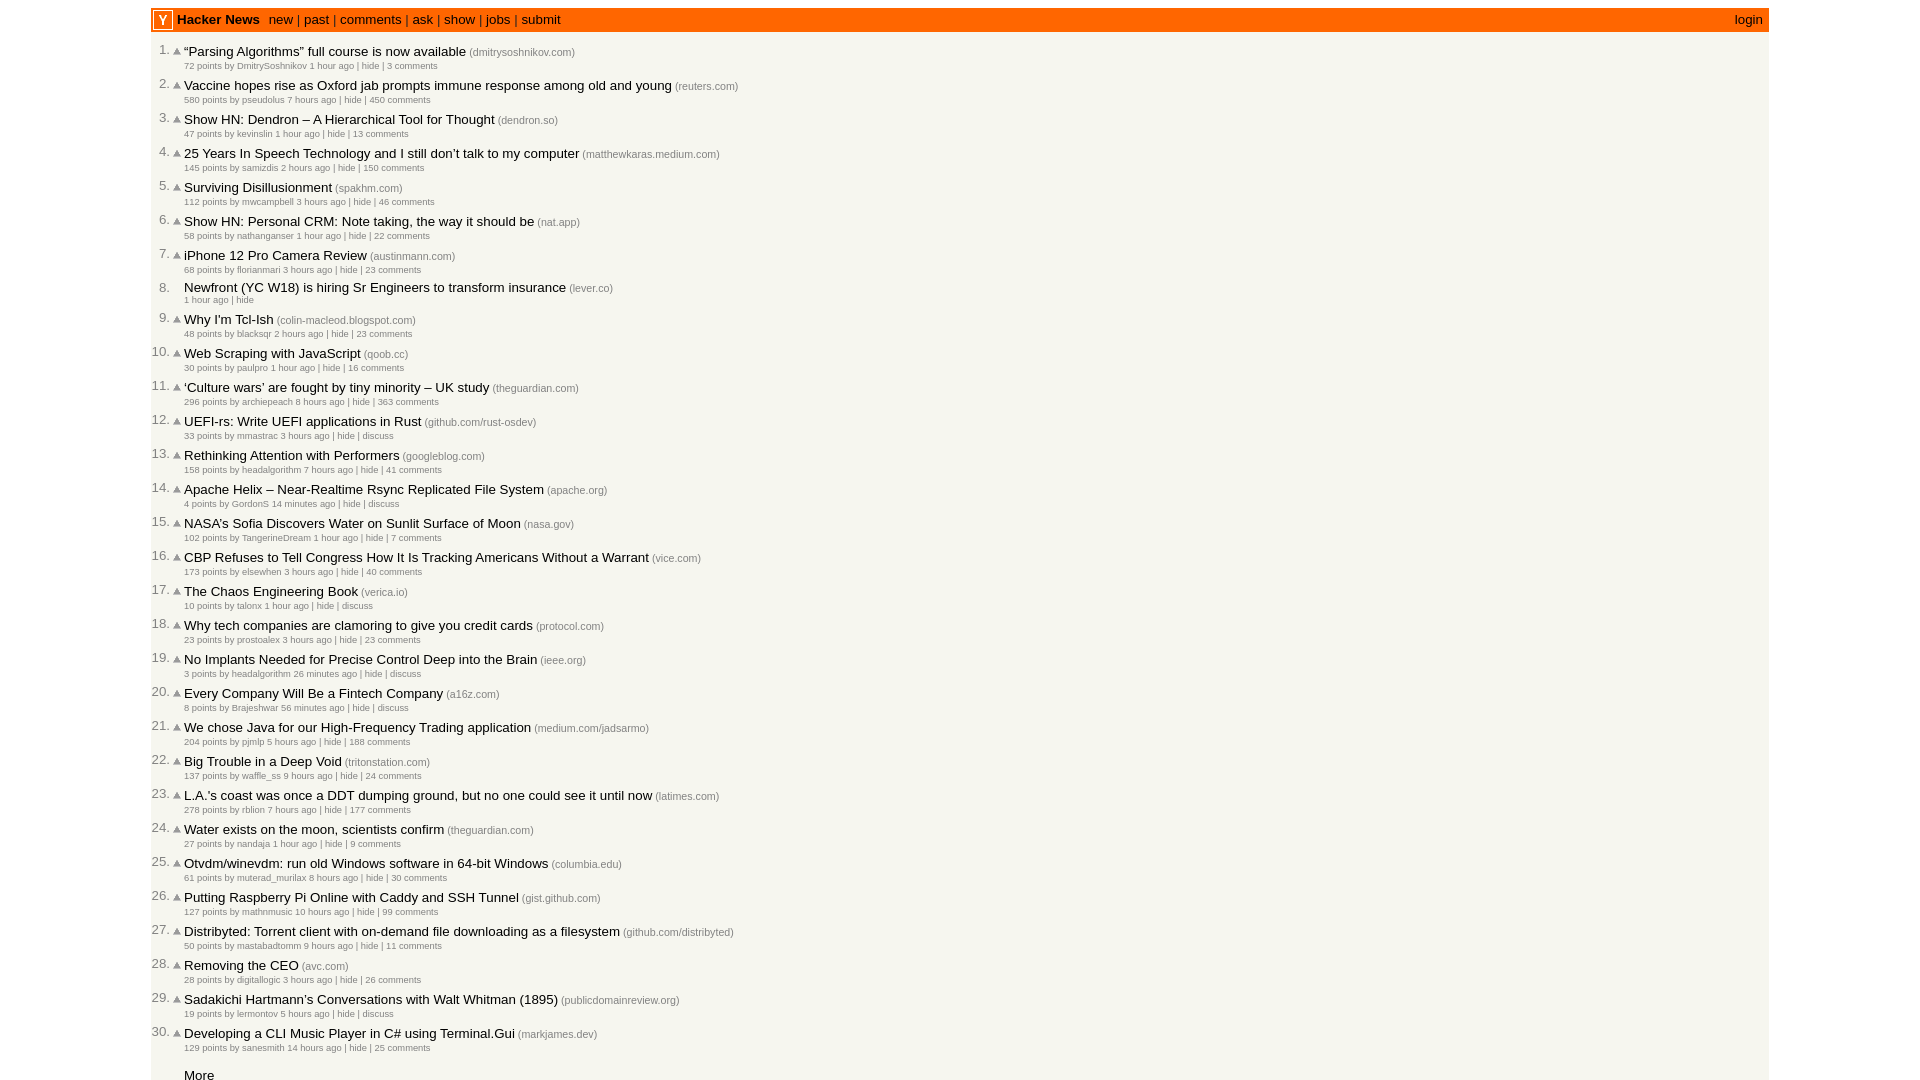 Y Hacker News new | past | comments | ask | show | jobs | submit login
1. “Parsing Algorithms” full course is now available (dmitrysoshnikov.com)
72 points by DmitrySoshnikov 1 hour ago | hide | 3 comments
2. Vaccine hopes rise as Oxford jab prompts immune response among old and young (reuters.com)
580 points by pseudolus 7 hours ago | hide | 450 comments
3. Show HN: Dendron – A Hierarchical Tool for Thought (dendron.so)
47 points by kevinslin 1 hour ago | hide | 13 comments
4. 25 Years In Speech Technology and I still don’t talk to my computer (matthewkaras.medium.com)
145 points by samizdis 2 hours ago | hide | 150 comments
5. Surviving Disillusionment (spakhm.com)
112 points by mwcampbell 3 hours ago | hide | 46 comments
6. Show HN: Personal CRM: Note taking, the way it should be (nat.app)
58 points by nathanganser 1 hour ago | hide | 22 comments
7. iPhone 12 Pro Camera Review (austinmann.com)
68 points by florianmari 3 hours ago | hide | 23 comments
8. Newfront (YC W18) is hiring Sr Engineers to transform insurance (lever.co)
1 hour ago | hide
9. Why I'm Tcl-Ish (colin-macleod.blogspot.com)
48 points by blacksqr 2 hours ago | hide | 23 comments
10. Web Scraping with JavaScript (qoob.cc)
30 points by paulpro 1 hour ago | hide | 16 comments
11. ‘Culture wars’ are fought by tiny minority – UK study (theguardian.com)
296 points by archiepeach 8 hours ago | hide | 363 comments
12. UEFI-rs: Write UEFI applications in Rust (github.com/rust-osdev)
33 points by mmastrac 3 hours ago | hide | discuss
13. Rethinking Attention with Performers (googleblog.com)
158 points by headalgorithm 7 hours ago | hide | 41 comments
14. Apache Helix – Near-Realtime Rsync Replicated File System (apache.org)
4 points by GordonS 14 minutes ago | hide | discuss
15. NASA’s Sofia Discovers Water on Sunlit Surface of Moon (nasa.gov)
102 points by TangerineDream 1 hour ago | hide | 7 comments
16. CBP Refuses to Tell Congress How It Is Tracking Americans Without a Warrant (vice.com)
173 points by elsewhen 3 hours ago | hide | 40 comments
17. The Chaos Engineering Book (verica.io)
10 points by talonx 1 hour ago | hide | discuss
18. Why tech companies are clamoring to give you credit cards (protocol.com)
23 points by prostoalex 3 hours ago | hide | 23 comments
19. No Implants Needed for Precise Control Deep into the Brain (ieee.org)
3 points by headalgorithm 26 minutes ago | hide | discuss
20. Every Company Will Be a Fintech Company (a16z.com)
8 points by Brajeshwar 56 minutes ago | hide | discuss
21. We chose Java for our High-Frequency Trading application (medium.com/jadsarmo)
204 points by pjmlp 5 hours ago | hide | 188 comments
22. Big Trouble in a Deep Void (tritonstation.com)
137 points by waffle_ss 9 hours ago | hide | 24 comments
23. L.A.'s coast was once a DDT dumping ground, but no one could see it until now (latimes.com)
278 points by rblion 7 hours ago | hide | 177 comments
24. Water exists on the moon, scientists confirm (theguardian.com)
27 points by nandaja 1 hour ago | hide | 9 comments
25. Otvdm/winevdm: run old Windows software in 64-bit Windows (columbia.edu)
61 points by muterad_murilax 8 hours ago | hide | 30 comments
26. Putting Raspberry Pi Online with Caddy and SSH Tunnel (gist.github.com)
127 points by mathnmusic 10 hours ago | hide | 99 comments
27. Distribyted: Torrent client with on-demand file downloading as a filesystem (github.com/distribyted)
50 points by mastabadtomm 9 hours ago | hide | 11 comments
28. Removing the CEO (avc.com)
28 points by digitallogic 3 hours ago | hide | 26 comments
29. Sadakichi Hartmann’s Conversations with Walt Whitman (1895) (publicdomainreview.org)
19 points by lermontov 5 hours ago | hide | discuss
30. Developing a CLI Music Player in C# using Terminal.Gui (markjames.dev)
129 points by sanesmith 14 hours ago | hide | 25 comments
More